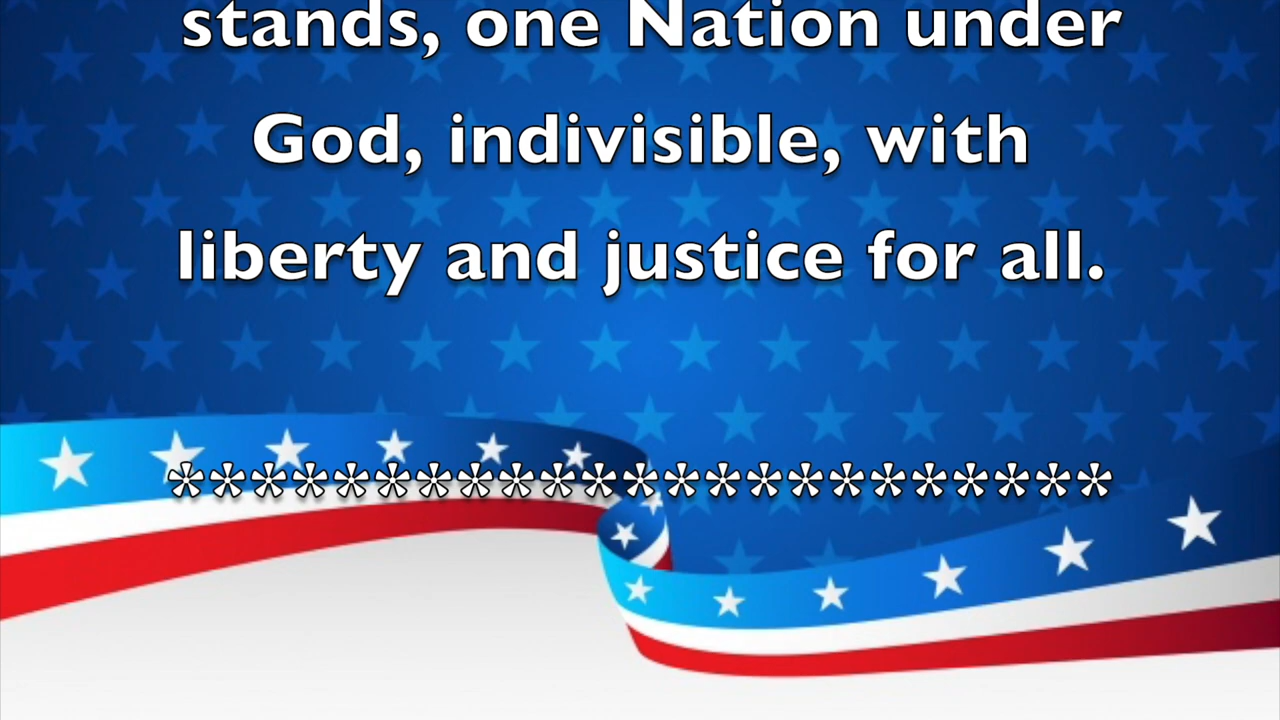 stands, one Nation under
God, indivisible, with
liberty and justice for all.
***********************